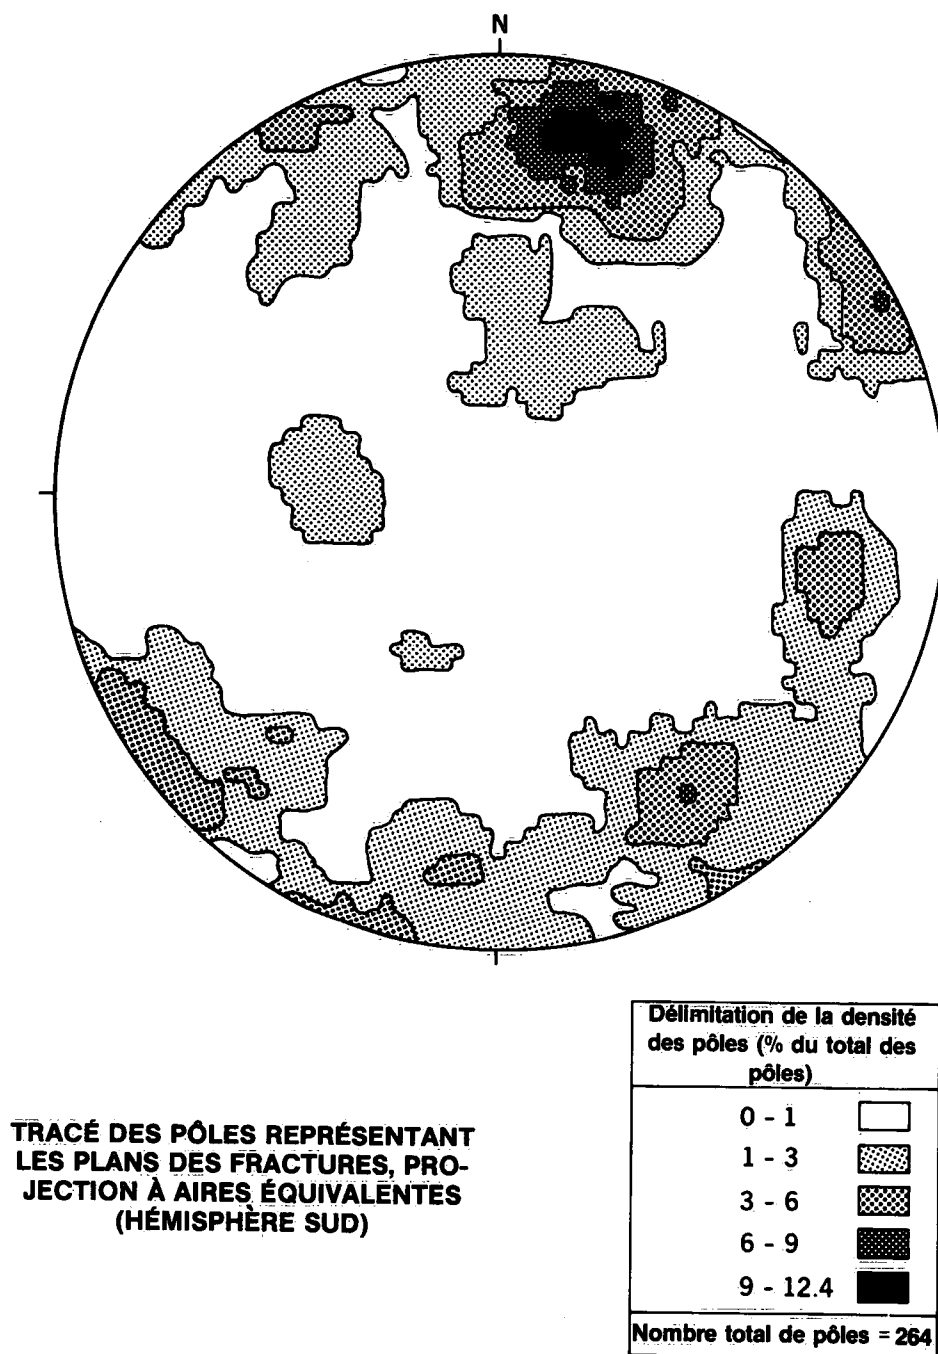 N
Délimitation de la densité
des pôles (% du total des
pôles)
0 - 1
1 - 3
3 - 6
6 - 9
9 - 12.4
Nombre total de pôles = 264
TRACÉ DES PÔLES REPRÉSENTANT
LES PLANS DES FRACTURES, PRO-
JECTION À AIRES ÉQUIVALENTES
(HÉMISPHÈRE SUD)